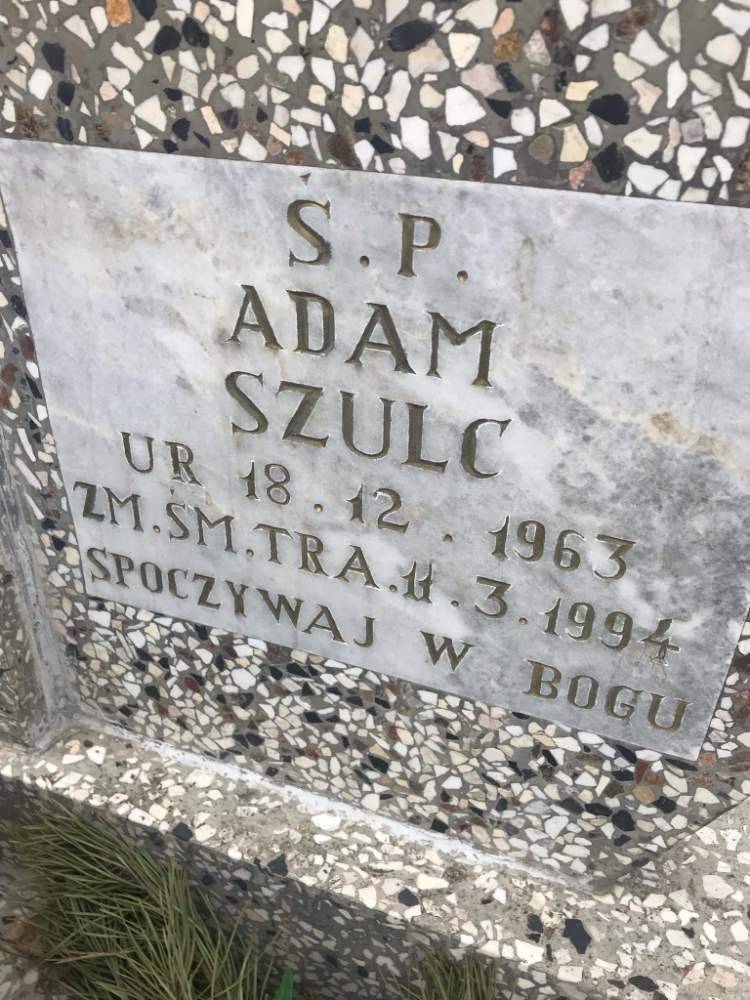 Ś.P.
ADAM
SZULC
UR 18.12.1963
ZM.ŚM.TRA.11.3.1994
SPOCZYWAJ W BOGU